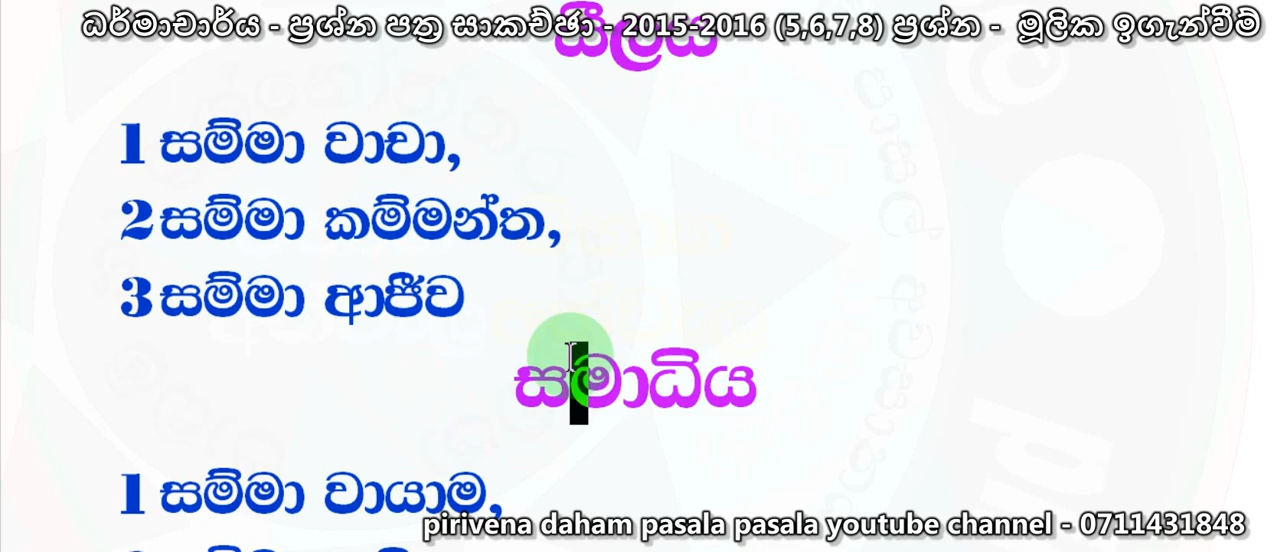 ධර්මාචාර්ය - ප්‍රශ්න පත්‍ර සාකච්ඡා - 2015-2016 (5,6,7,8) ප්‍රශ්න - මූලික ඉගැන්වීම්
සීලය
1 සම්මා වාචා,
2 සම්මා කම්මන්ත,
3 සම්මා ආජීව
සමාධිය
1 සම්මා වායාම,
pirivena daham pasala pasala youtube channel - 0711431848